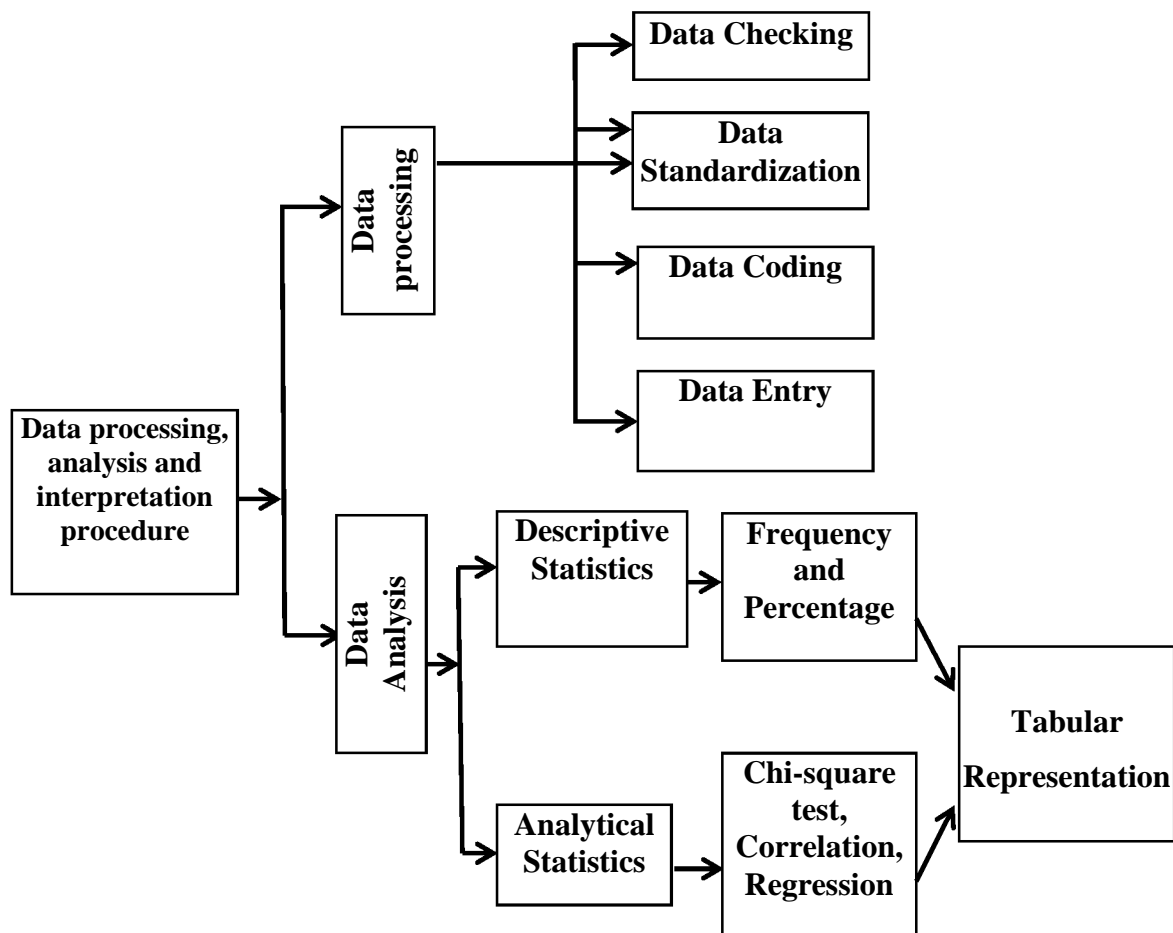 Data Checking
Data
Standardization
Data
processing
Data Coding
Data Entry
Data processing,
analysis and
interpretation
procedure
Data
Analysis
Descriptive
Statistics
Frequency
and
Percentage
Tabular
Representation
Analytical
Statistics
Chi-square
test,
Correlation,
Regression